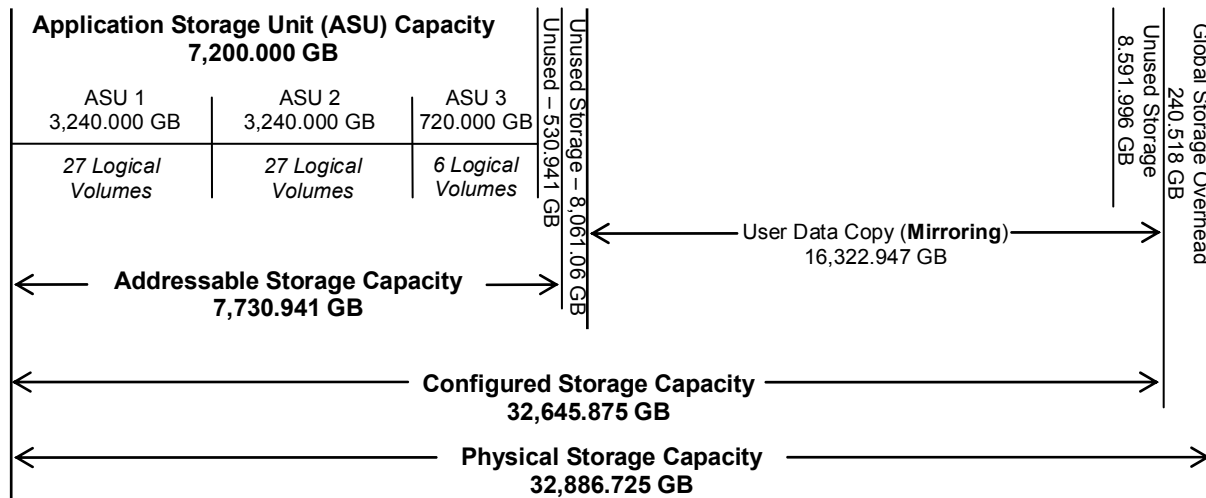 Application Storage Unit (ASU) Capacity
7,200.000 GB
ASU 1
3,240.000 GB
ASU 2
3,240.000 GB
ASU 3
720.000 GB
27 Logical
Volumes
27 Logical
Volumes
6 Logical
Volumes
Unused – 530.941 GB
Unused Storage – 8,061.06 GB
Unused Storage
8.591.996 GB
Global Storage Overhead
240.518 GB
User Data Copy (Mirroring)
16,322.947 GB
Addressable Storage Capacity
7,730.941 GB
Configured Storage Capacity
32,645.875 GB
Physical Storage Capacity
32,886.725 GB